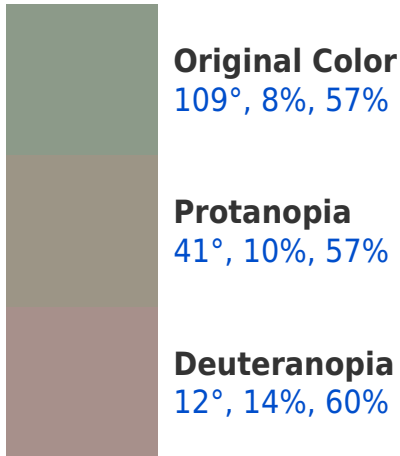 Original Color
109°, 8%, 57%
Protanopia
41°, 10%, 57%
Deuteranopia
12°, 14%, 60%